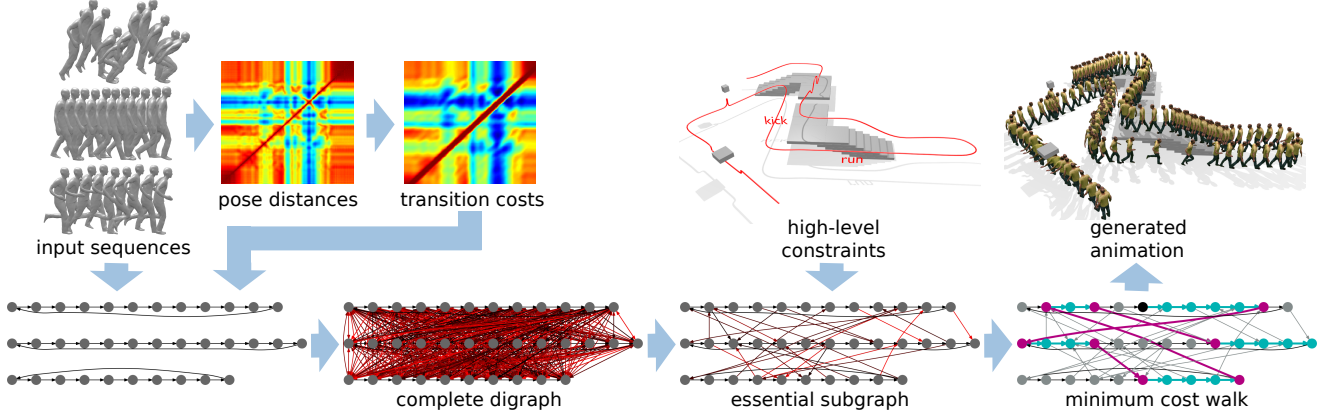 kick
run
pose distances
transition costs
input sequences
high-level
constraints
generated
animation
complete digraph
essential subgraph
minimum cost walk